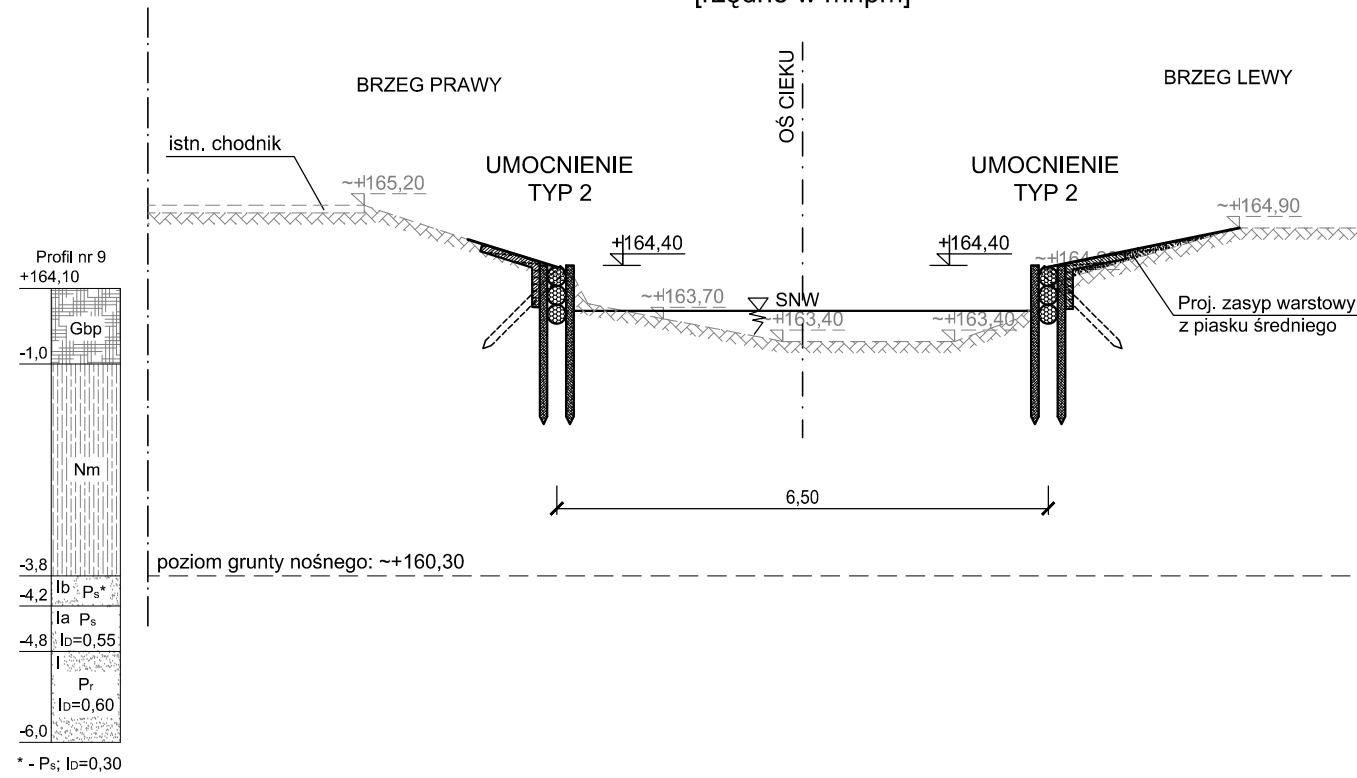 BRZEG PRAWY
OŚ CIEKU
BRZEG LEWY
istn. chodnik
UMOCNIENIE
TYP 2
UMOCNIENIE
TYP 2
~+165,20
~+164,90
+164,40
+164,40
Profil nr 9
+164,10
Gbp
-1,0
Nm
-3,8
Ib Ps*
-4,2
Ia Ps
ID=0,55
-4,8
I
Pr
ID=0,60
-6,0
* - Ps; ID=0,30
~+163,70
SNW
~+163,40
~+163,40
Proj. zasyp warstowy
z piasku średniego
6,50
poziom grunty nośnego: ~+160,30